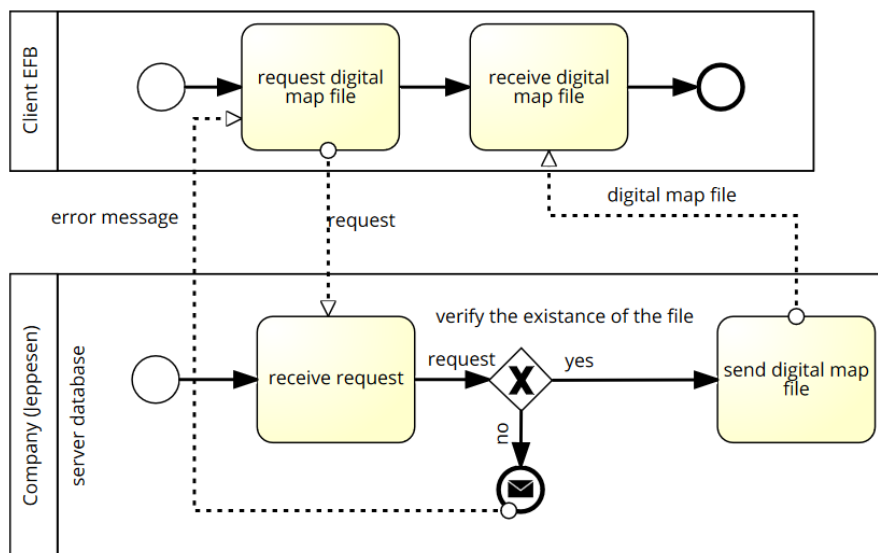 Client EFB
request digital
map file
receive digital
map file
error message
request
digital map file
Company (Jeppesen)
server database
verify the existance of the file
receive request
request
yes
no
send digital map
file